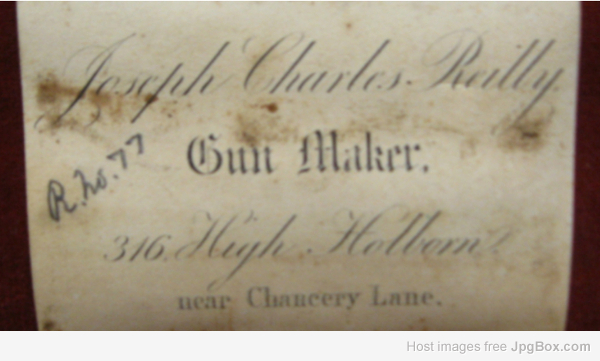 Joseph Charles Reilly
Gun Maker.
R. No. 77
316, High Holborn
near Chancery Lane.
Host images free JpgBox.com